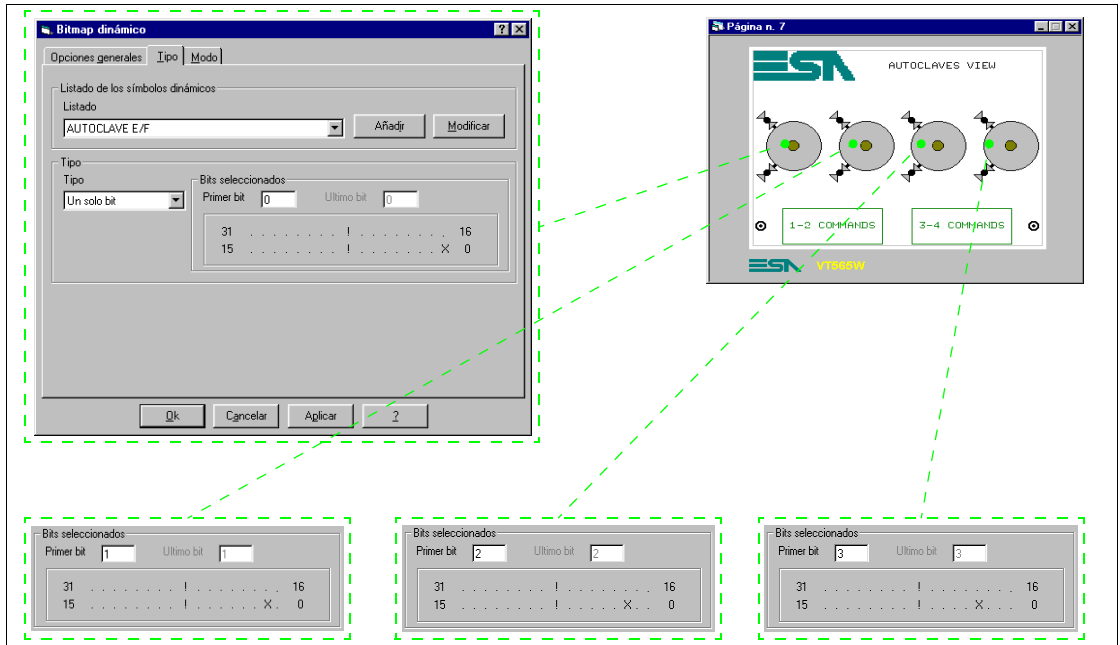 Bitmap dinámico
Opciones generales Tipo Modo
Listado de los símbolos dinámicos
Listado
AUTOCLAVE E/F
Añadir Modificar
Tipo
Tipo
Un solo bit
Bits seleccionados
Primer bit 0 Ultimo bit 0
31 . . . . . . . . ! . . . . . . . . 16
15 . . . . . . . . ! . . . . . . . X 0
Ok Cancelar Aplicar ?
Página n. 7
ESA
AUTOCLAVES VIEW
1-2 COMMANDS 3-4 COMMANDS
ESA VT565W
Bits seleccionados
Primer bit 1 Ultimo bit 1
31 . . . . . . . . ! . . . . . . . . 16
15 . . . . . . . . ! . . . . . . X . 0
Bits seleccionados
Primer bit 2 Ultimo bit 2
31 . . . . . . . . ! . . . . . . . . 16
15 . . . . . . . . ! . . . . . X . . 0
Bits seleccionados
Primer bit 3 Ultimo bit 3
31 . . . . . . . . ! . . . . . . . . 16
15 . . . . . . . . ! . . . . X . . . 0